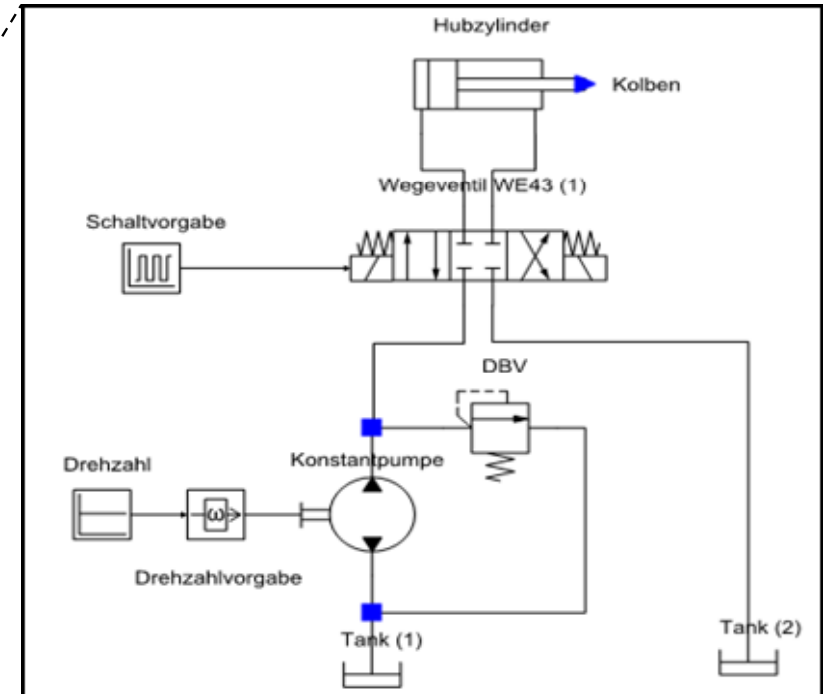 Hubzylinder
Kolben
Wegeventil WE43 (1)
Schaltvorgabe
DBV
Konstantpumpe
Drehzahl
ω
Drehzahlvorgabe
Tank (1)
Tank (2)